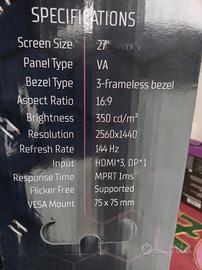 SPECIFICATIONS
Screen Size 27"
Panel Type VA
Bezel Type 3-frameless bezel
Aspect Ratio 16:9
Brightness 350 cd/m²
Resolution 2560x1440
Refresh Rate 144 Hz
Input HDMI*3, DP*1
Response Time MPRT 1ms
Flicker Free Supported
VESA Mount 75 x 75 mm
Subito